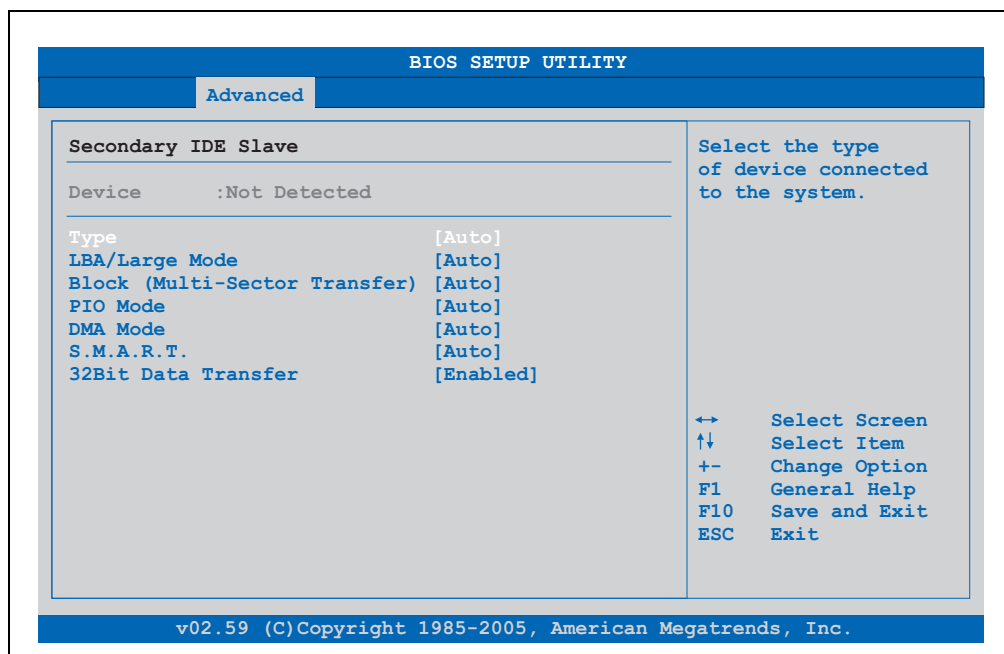 BIOS SETUP UTILITY
Advanced
Secondary IDE Slave
Device :Not Detected
Type [Auto]
LBA/Large Mode [Auto]
Block (Multi-Sector Transfer) [Auto]
PIO Mode [Auto]
DMA Mode [Auto]
S.M.A.R.T. [Auto]
32Bit Data Transfer [Enabled]
Select the type
of device connected
to the system.
↔ Select Screen
↑↓ Select Item
+- Change Option
F1 General Help
F10 Save and Exit
ESC Exit
v02.59 (C)Copyright 1985-2005, American Megatrends, Inc.